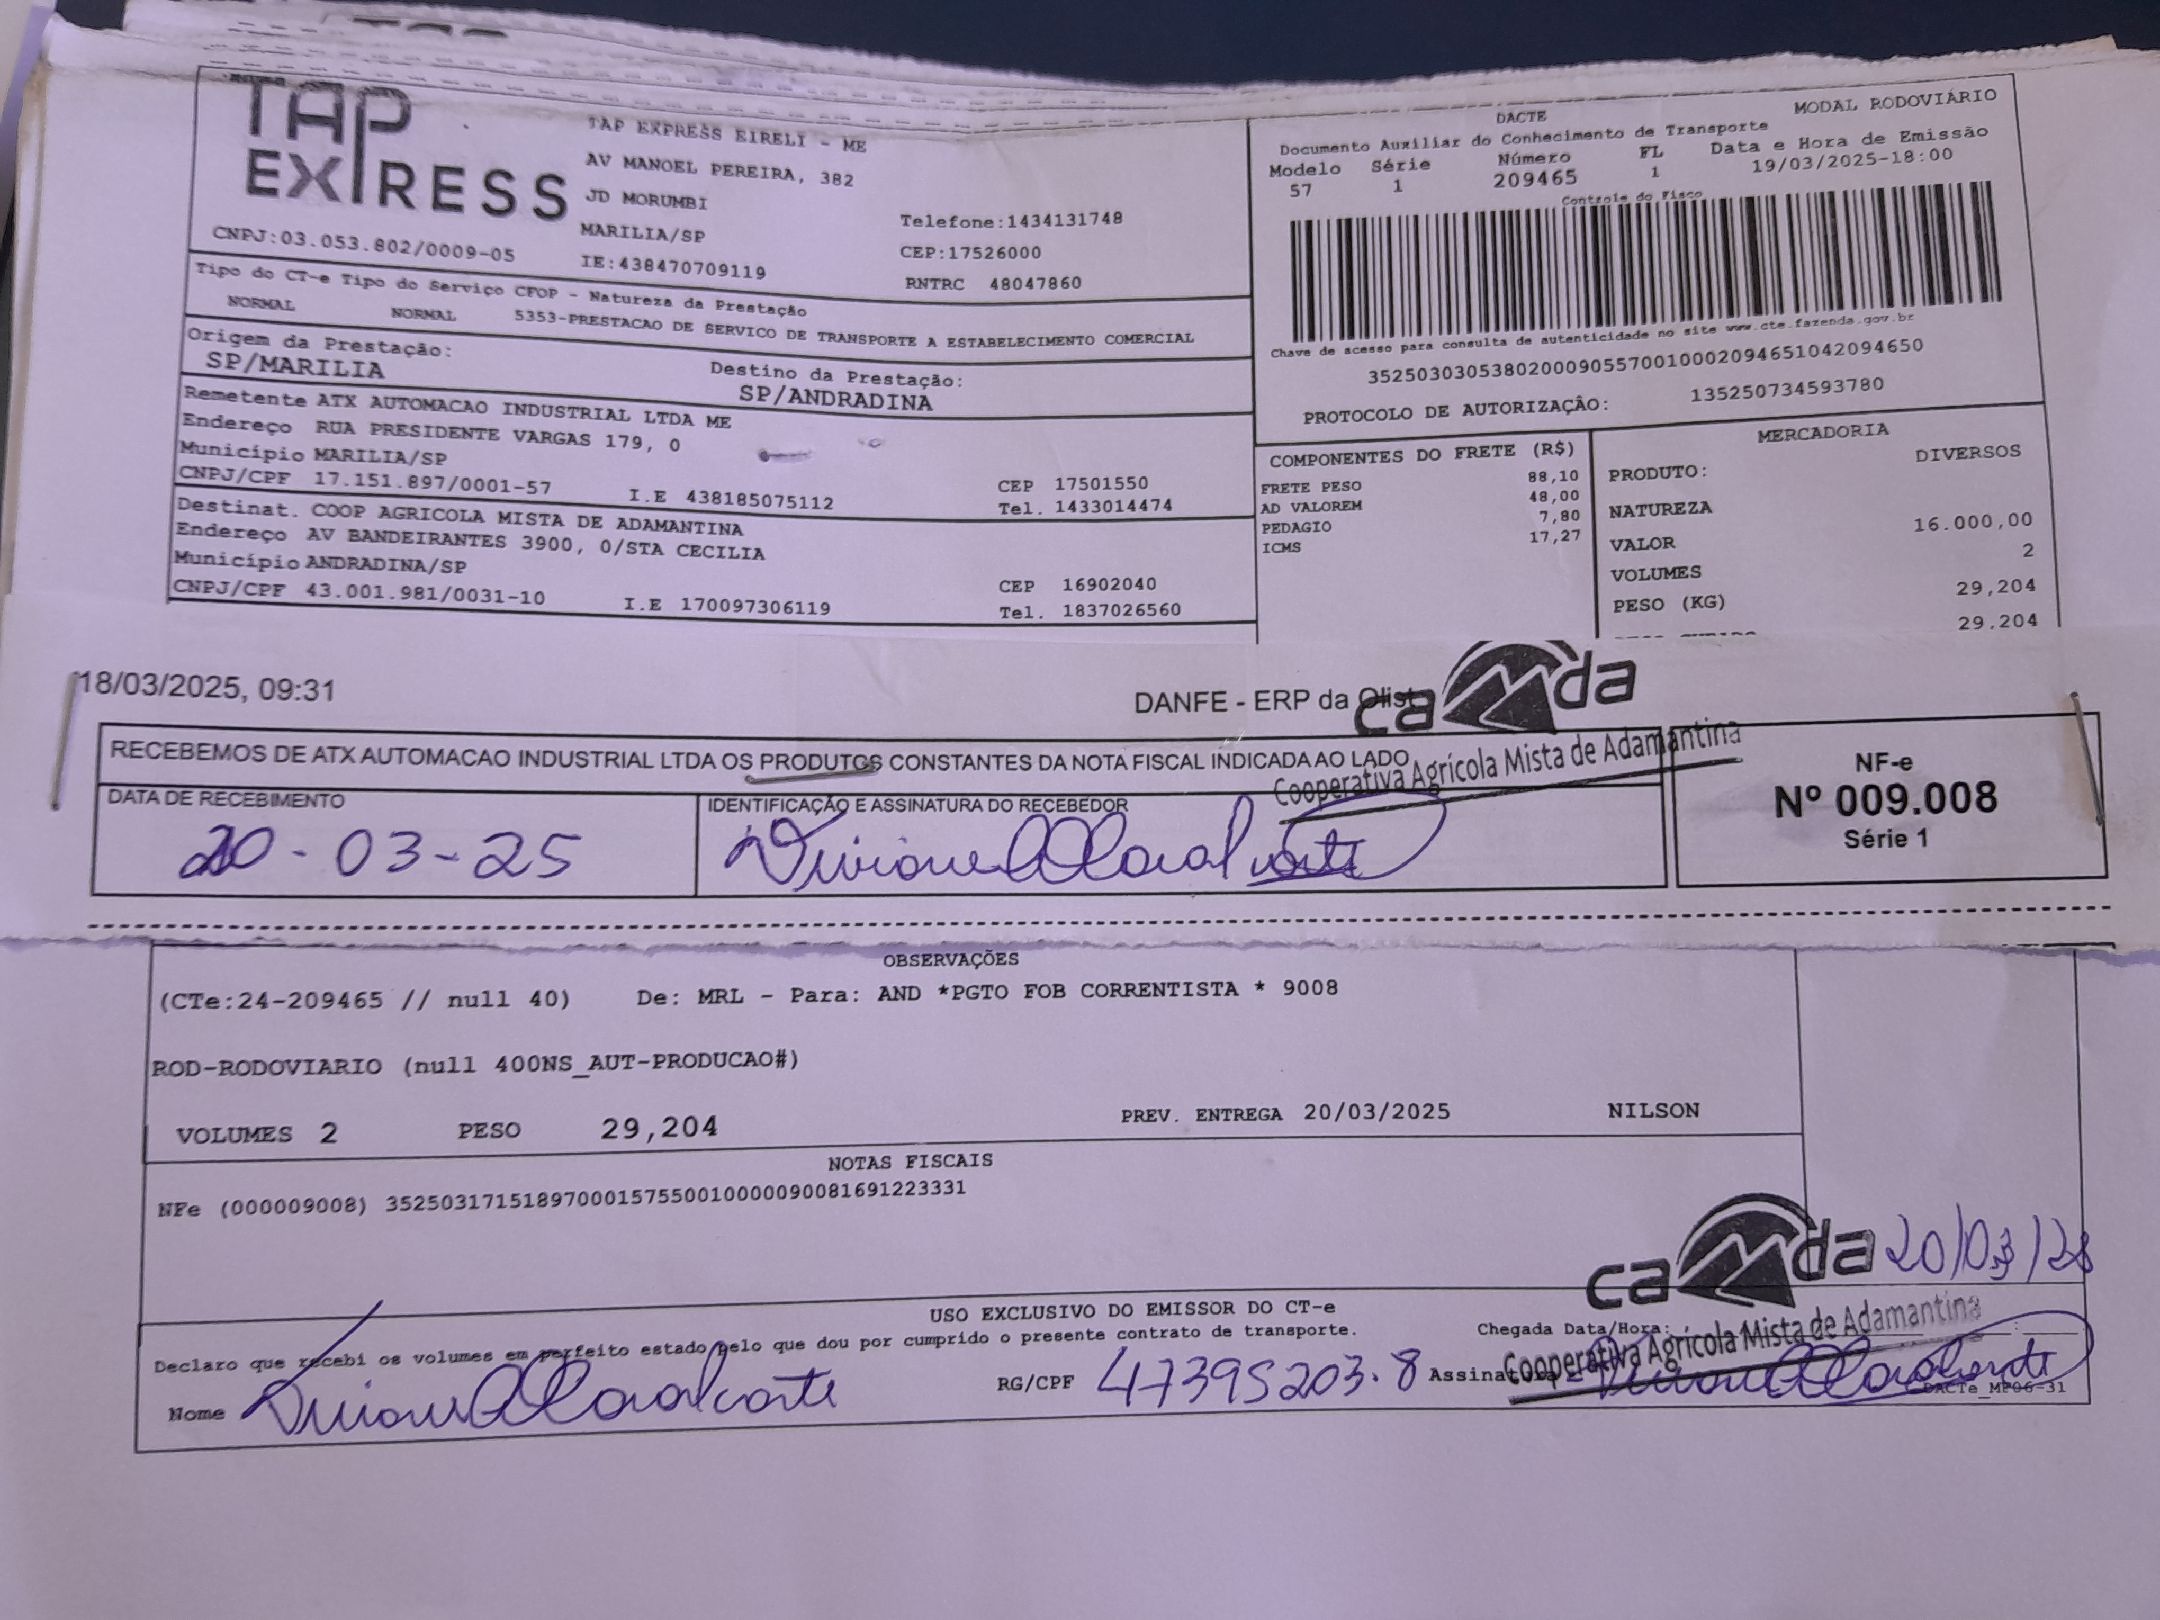 TAP EXPRESS
TAP EXPRESS EIRELI - ME
AV MANOEL PEREIRA, 382
JD MORUMBI
MARILIA/SP
Telefone:1434131748
CNPJ:03.053.802/0009-05
IE:438470709119
CEP:17526000
RNTRC 48047860
Tipo do CT-e Tipo do Serviço CFOP - Natureza da Prestação
NORMAL NORMAL 5353-PRESTACAO DE SERVICO DE TRANSPORTE A ESTABELECIMENTO COMERCIAL
Origem da Prestação:
SP/MARILIA
Destino da Prestação:
SP/ANDRADINA
Remetente ATX AUTOMACAO INDUSTRIAL LTDA ME
Endereço RUA PRESIDENTE VARGAS 179, 0
Município MARILIA/SP
CEP 17501550
CNPJ/CPF 17.151.897/0001-57 I.E 438185075112 Tel. 1433014474
Destinat. COOP AGRICOLA MISTA DE ADAMANTINA
Endereço AV BANDEIRANTES 3900, 0/STA CECILIA
Município ANDRADINA/SP
CEP 16902040
CNPJ/CPF 43.001.981/0031-10 I.E 170097306119 Tel. 1837026560
DACTE MODAL RODOVIÁRIO
Documento Auxiliar do Conhecimento de Transporte
Modelo Série Número FL Data e Hora de Emissão
57 1 209465 1 19/03/2025-18:00
Controle do Fisco
Chave de acesso para consulta de autenticidade no site www.cte.fazenda.gov.br
35250303053802000905570010002094651042094650
PROTOCOLO DE AUTORIZAÇÂO: 135250734593780
COMPONENTES DO FRETE (R$)
FRETE PESO 88,10
AD VALOREM 48,00
PEDAGIO 7,80
ICMS 17,27
MERCADORIA
PRODUTO: DIVERSOS
NATUREZA
VALOR 16.000,00
VOLUMES 2
PESO (KG) 29,204
29.204
18/03/2025, 09:31
DANFE - ERP da Olist
camda
Cooperativa Agrícola Mista de Adamantina
RECEBEMOS DE ATX AUTOMACAO INDUSTRIAL LTDA OS PRODUTOS CONSTANTES DA NOTA FISCAL INDICADA AO LADO
DATA DE RECEBIMENTO
20-03-25
IDENTIFICAÇÃO E ASSINATURA DO RECEBEDOR
NF-e
Nº 009.008
Série 1
OBSERVAÇÕES
(CTe:24-209465 // null 40) De: MRL - Para: AND *PGTO FOB CORRENTISTA * 9008
ROD-RODOVIARIO (null 400NS_AUT-PRODUCAO#)
VOLUMES 2 PESO 29,204 PREV. ENTREGA 20/03/2025 NILSON
NOTAS FISCAIS
NFe (000009008) 35250317151897000157550010000090081691223331
camda
Cooperativa Agrícola Mista de Adamantina
USO EXCLUSIVO DO EMISSOR DO CT-e
Declaro que recebi os volumes em perfeito estado pelo que dou por cumprido o presente contrato de transporte.
Chegada Data/Hora:
Nome
RG/CPF 47395203.8
DACTe_MP06-31